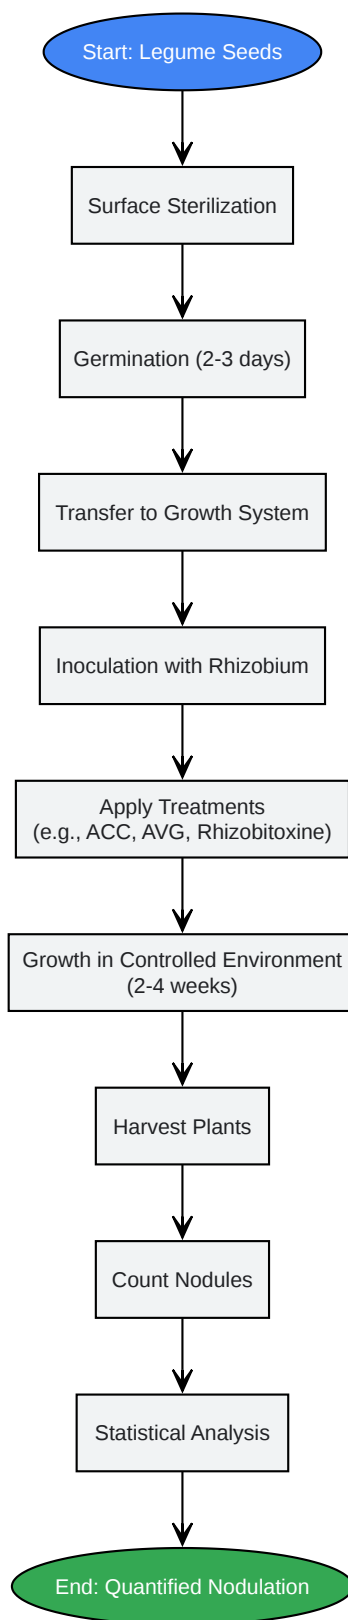 Start: Legume Seeds
Surface Sterilization
Germination (2-3 days)
Transfer to Growth System
Inoculation with Rhizobium
Apply Treatments
(e.g., ACC, AVG, Rhizobitoxine)
Growth in Controlled Environment
(2-4 weeks)
Harvest Plants
Count Nodules
Statistical Analysis
End: Quantified Nodulation